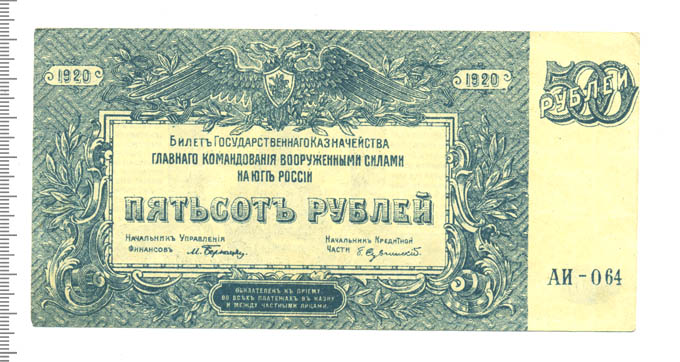 1920
1920
500
РУБЛЕЙ
БИЛЕТЪ ГОСУДАРСТВЕННАГО КАЗНАЧЕЙСТВА
ГЛАВНАГО КОМАНДОВАНІЯ ВООРУЖЕННЫМИ СИЛАМИ
НА ЮГѢ РОССІИ
ПЯТЬСОТЪ РУБЛЕЙ
НАЧАЛЬНИКЪ УПРАВЛЕНІЯ
ФИНАНСОВЪ
НАЧАЛЬНИКЪ КРЕДИТНОЙ
ЧАСТИ
АИ-064
ОБЯЗАТЕЛЕНЪ КЪ ПРІЕМУ
ВО ВСѢХЪ ПЛАТЕЖАХЪ ВЪ КАЗНУ
И МЕЖДУ ЧАСТНЫМИ ЛИЦАМИ.